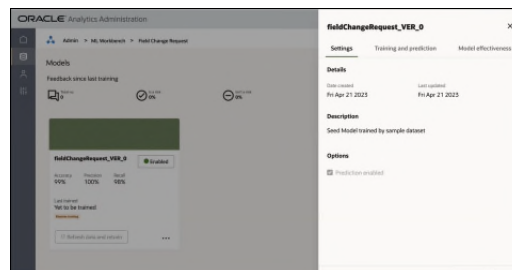 ORACLE Analytics Administration
Admin > ML Workbench > Field Change Request
Models
Feedback since last training
0
0%
0%
fieldChangeRequest_VER_0
Enabled
Accuracy
Precision
Recall
99%
100%
98%
Last trained
Yet to be trained
Refresh data and retrain
fieldChangeRequest_VER_0
Settings
Training and prediction
Model effectiveness
Details
Date created
Last updated
Fri Apr 21 2023
Fri Apr 21 2023
Description
Seed Model trained by sample dataset
Options
Prediction enabled